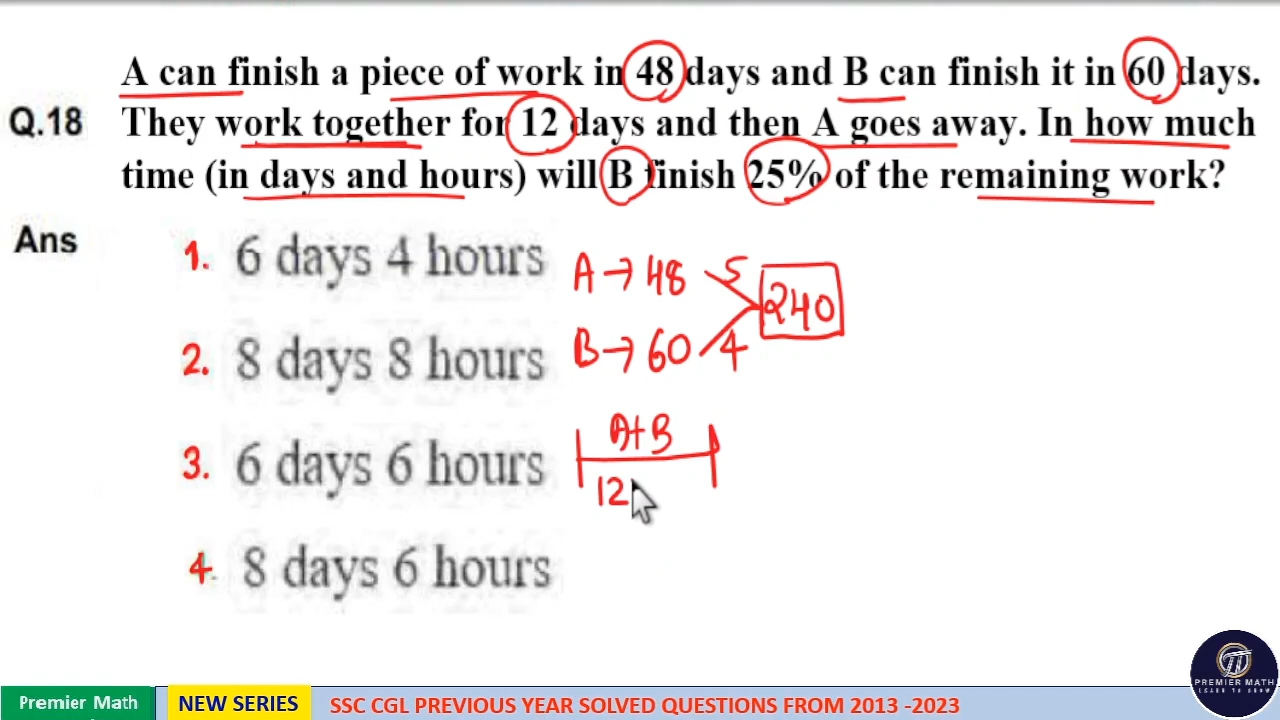 A can finish a piece of work in 48 days and B can finish it in 60 days.
Q.18 They work together for 12 days and then A goes away. In how much
time (in days and hours) will B finish 25% of the remaining work?
Ans
1. 6 days 4 hours
A → 48 5
240
2. 8 days 8 hours
B → 60 4
3. 6 days 6 hours
A+B
12
4. 8 days 6 hours
PREMIER MATH
LEARN TO GROW
Premier Math
NEW SERIES
SSC CGL PREVIOUS YEAR SOLVED QUESTIONS FROM 2013 -2023